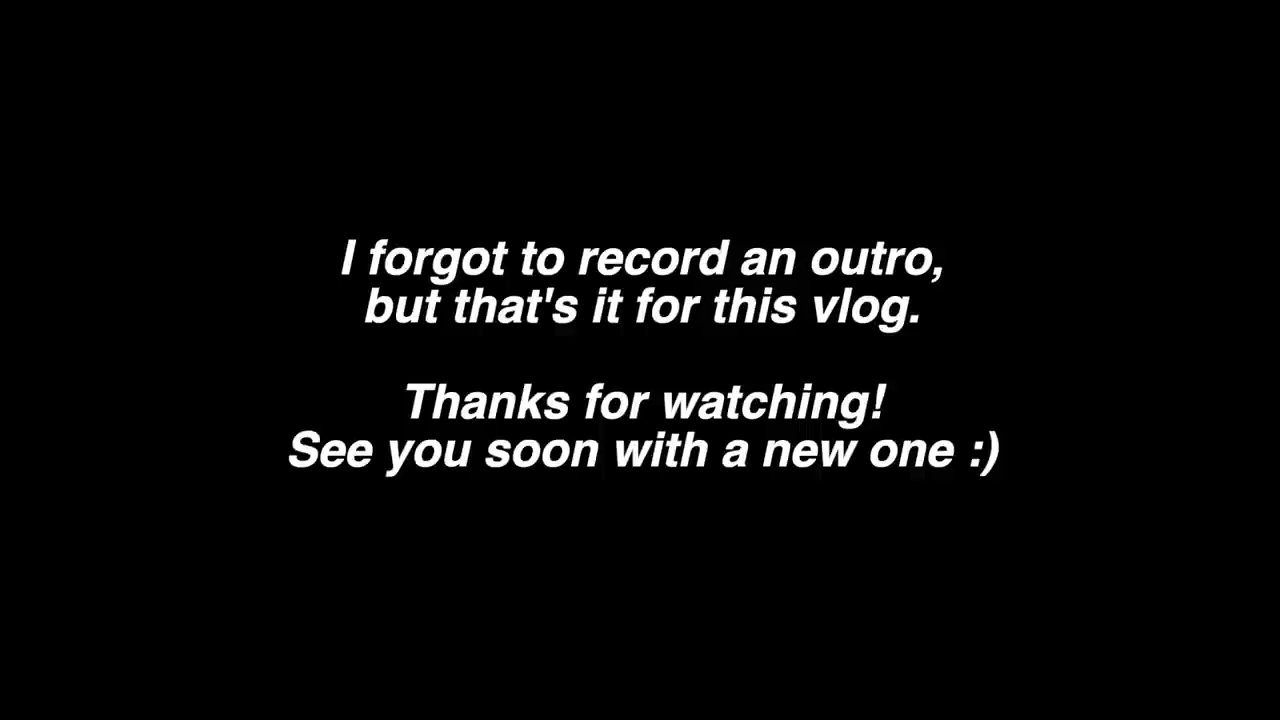 I forgot to record an outro,
but that's it for this vlog.
Thanks for watching!
See you soon with a new one :)